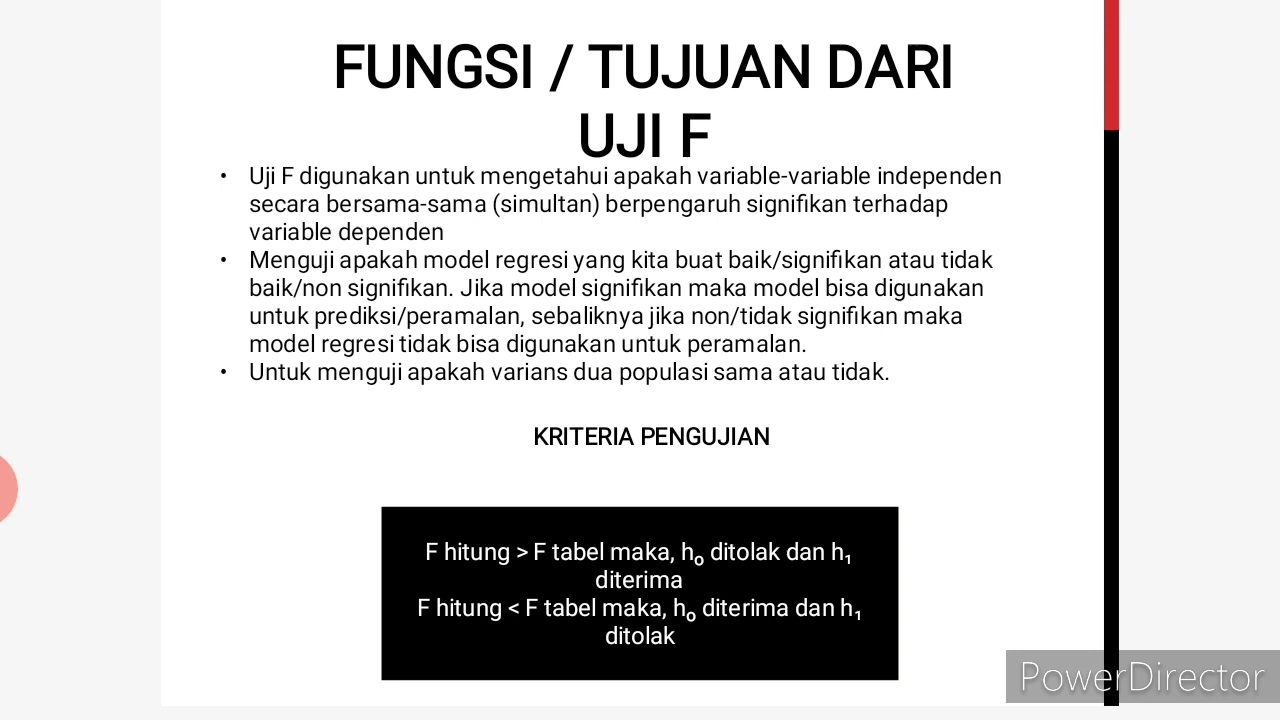 FUNGSI / TUJUAN DARI
UJI F
• Uji F digunakan untuk mengetahui apakah variable-variable independen
secara bersama-sama (simultan) berpengaruh signifikan terhadap
variable dependen
• Menguji apakah model regresi yang kita buat baik/signifikan atau tidak
baik/non signifikan. Jika model signifikan maka model bisa digunakan
untuk prediksi/peramalan, sebaliknya jika non/tidak signifikan maka
model regresi tidak bisa digunakan untuk peramalan.
• Untuk menguji apakah varians dua populasi sama atau tidak.
KRITERIA PENGUJIAN
F hitung > F tabel maka, h₀ ditolak dan h₁
diterima
F hitung < F tabel maka, h₀ diterima dan h₁
ditolak
PowerDirector